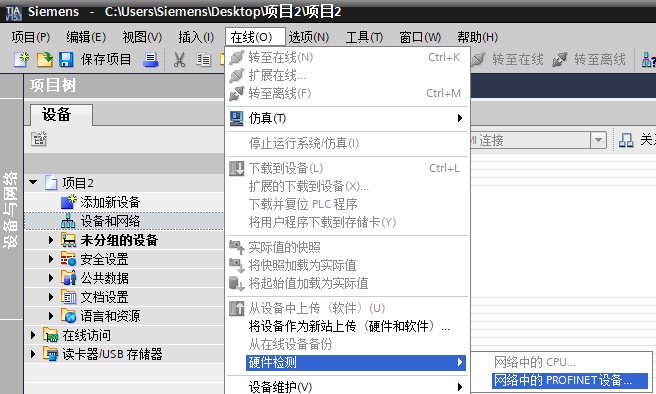 TIA
Siemens - C:\Users\Siemens\Desktop\项目2\项目2
项目(P) 编辑(E) 视图(V) 插入(I) 在线(O) 选项(N) 工具(T) 窗口(W) 帮助(H)
保存项目
转至在线 转至离线
项目树
设备
设备与网络
项目2
添加新设备
设备和网络
未分组的设备
安全设置
公共数据
文档设置
语言和资源
在线访问
读卡器/USB 存储器
转至在线(N) Ctrl+K
扩展在线...
转至离线(F) Ctrl+M
仿真(T)
停止运行系统/仿真(I)
下载到设备(L) Ctrl+L
扩展的下载到设备(X)...
下载并复位 PLC 程序
将用户程序下载到存储卡(Y)
实际值的快照
将快照加载为实际值
将起始值加载为实际值
从设备中上传（软件）(U)
将设备作为新站上传（硬件和软件）...
从在线设备备份
硬件检测
设备维护(V)
网络中的 CPU...
网络中的 PROFINET 设备...
连接
关